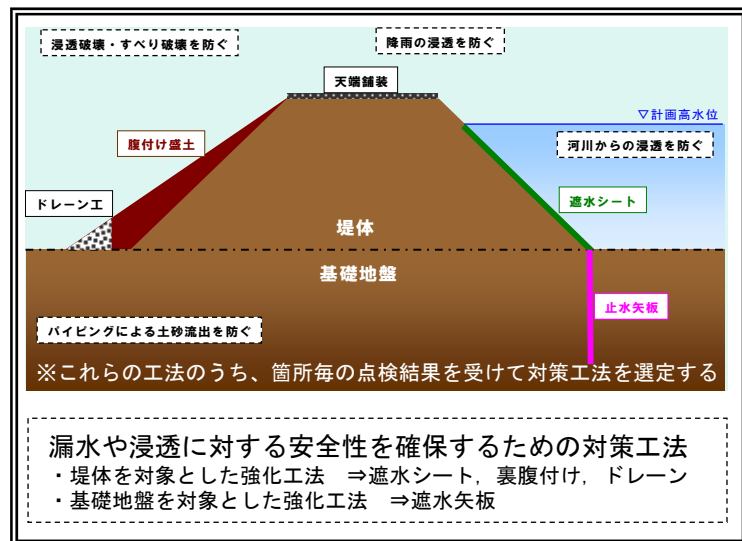 浸透破壊・すべり破壊を防ぐ
降雨の浸透を防ぐ
天端舗装
▽計画高水位
腹付け盛土
河川からの浸透を防ぐ
ドレーン工
遮水シート
堤体
基礎地盤
止水矢板
パイピングによる土砂流出を防ぐ
※これらの工法のうち、箇所毎の点検結果を受けて対策工法を選定する
漏水や浸透に対する安全性を確保するための対策工法
・堤体を対象とした強化工法　⇒遮水シート，裏腹付け，ドレーン
・基礎地盤を対象とした強化工法　⇒遮水矢板